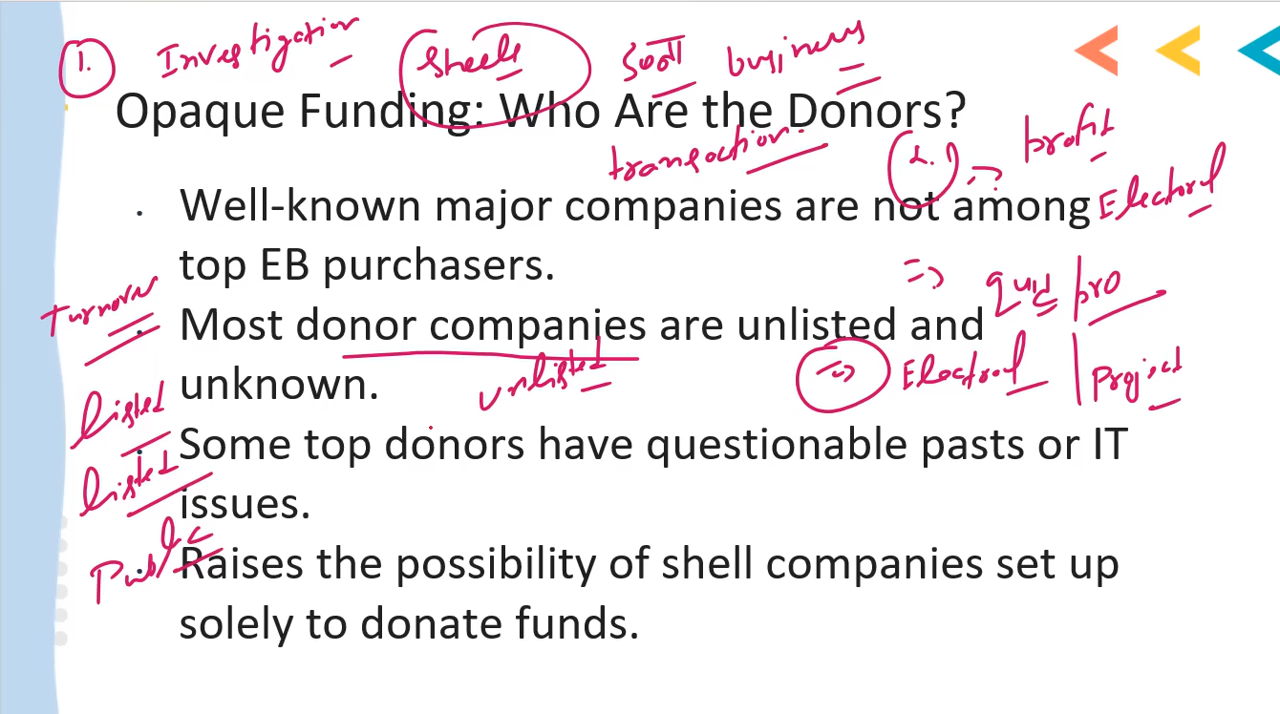 1. Investigation Shells business
Opaque Funding: Who Are the Donors?
transaction. 2. => profit
· Well-known major companies are not among Electoral
top EB purchasers.
=> quid pro
Turnover
· Most donor companies are unlisted and
unknown. unlisted => Electoral | Project
listed
· Some top donors have questionable pasts or IT
listed
issues.
Public
· Raises the possibility of shell companies set up
solely to donate funds.